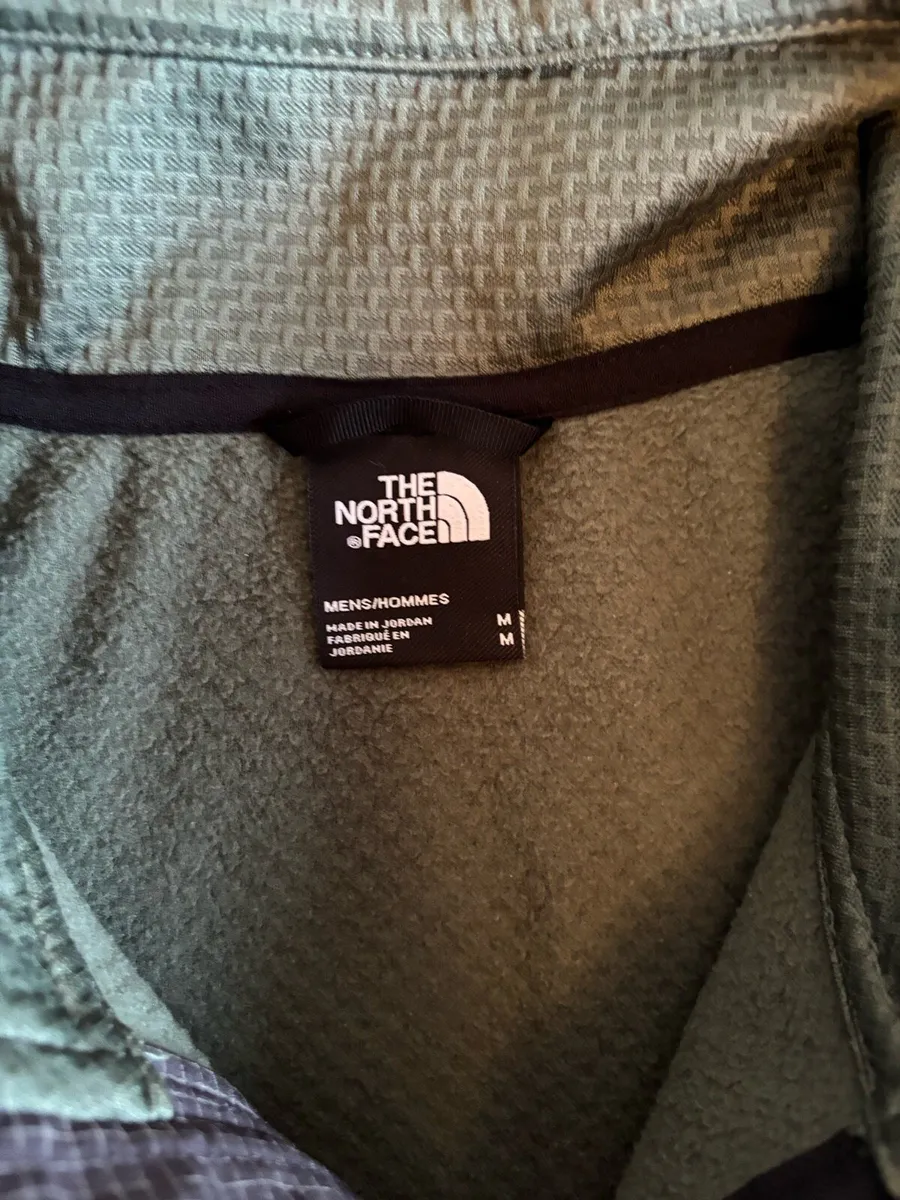 THE
NORTH
®FACE
MENS/HOMMES
MADE IN JORDAN M
FABRIQUÉ EN M
JORDANIE